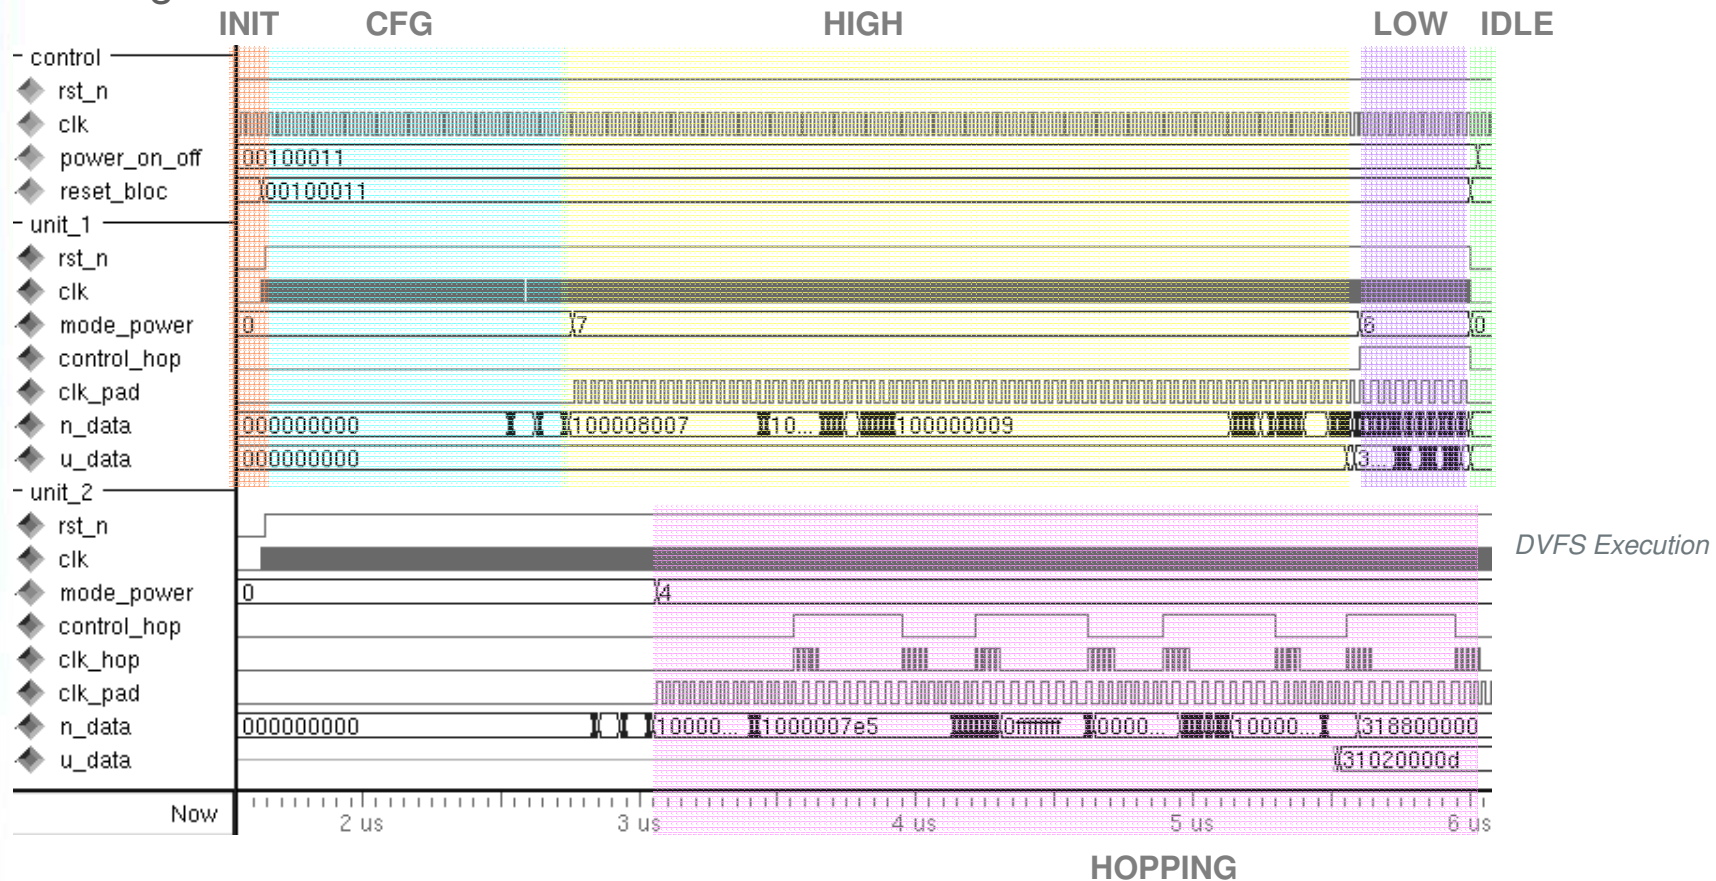 INIT CFG HIGH LOW IDLE
control
rst_n
clk
power_on_off 00100011
reset_bloc 00100011
unit_1
rst_n
clk
mode_power 0 7 6 0
control_hop
clk_pad
n_data 000000000 100008007 10... 100000009
u_data 000000000 3...
unit_2
rst_n
clk
DVFS Execution
mode_power 0 4
control_hop
clk_hop
clk_pad
n_data 000000000 10000... 1000007e5 0ffffffff 0000... 10000... 318800000
u_data 31020000d
Now 2 us 3 us 4 us 5 us 6 us
HOPPING